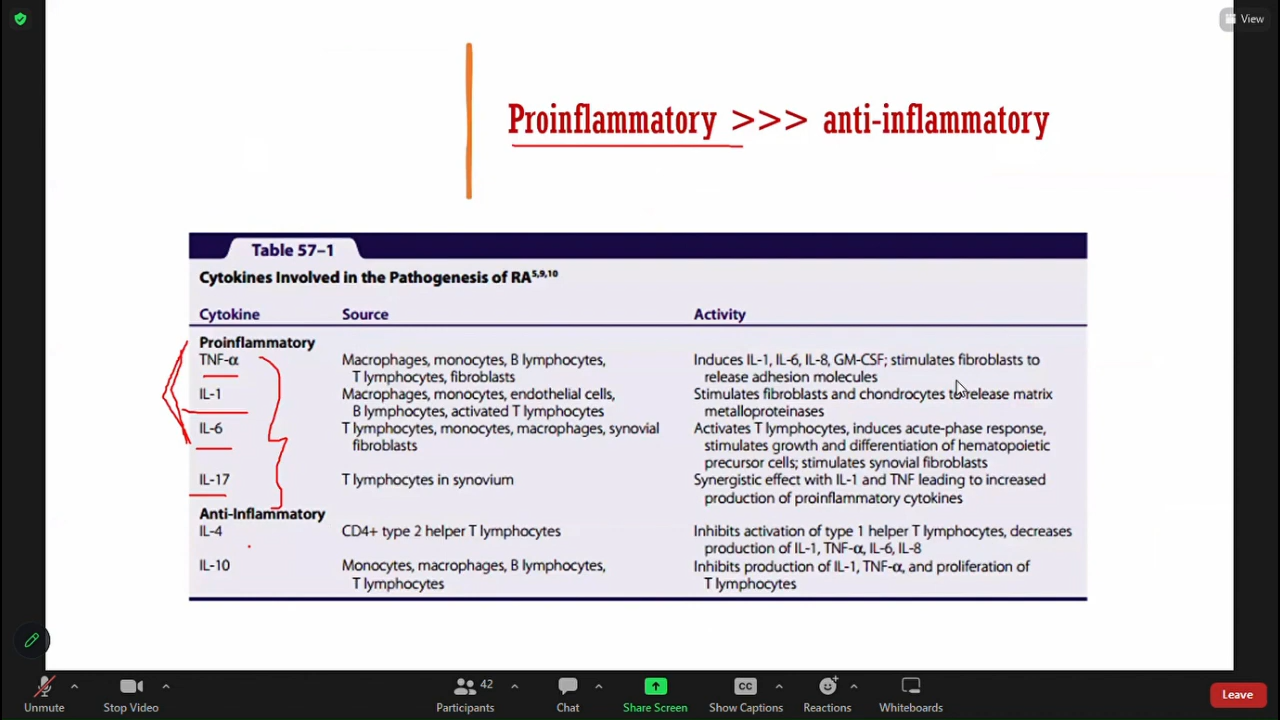 View
Proinflammatory >>> anti-inflammatory
Table 57–1
Cytokines Involved in the Pathogenesis of RA5,9,10
Cytokine Source Activity
Proinflammatory
TNF-α Macrophages, monocytes, B lymphocytes, Induces IL-1, IL-6, IL-8, GM-CSF; stimulates fibroblasts to
T lymphocytes, fibroblasts release adhesion molecules
IL-1 Macrophages, monocytes, endothelial cells, Stimulates fibroblasts and chondrocytes to release matrix
B lymphocytes, activated T lymphocytes metalloproteinases
IL-6 T lymphocytes, monocytes, macrophages, synovial Activates T lymphocytes, induces acute-phase response,
fibroblasts stimulates growth and differentiation of hematopoietic
precursor cells; stimulates synovial fibroblasts
IL-17 T lymphocytes in synovium Synergistic effect with IL-1 and TNF leading to increased
production of proinflammatory cytokines
Anti-Inflammatory
IL-4 CD4+ type 2 helper T lymphocytes Inhibits activation of type 1 helper T lymphocytes, decreases
production of IL-1, TNF-α, IL-6, IL-8
IL-10 Monocytes, macrophages, B lymphocytes, Inhibits production of IL-1, TNF-α, and proliferation of
T lymphocytes T lymphocytes
42
CC
Unmute Stop Video Participants Chat Share Screen Show Captions Reactions Whiteboards Leave